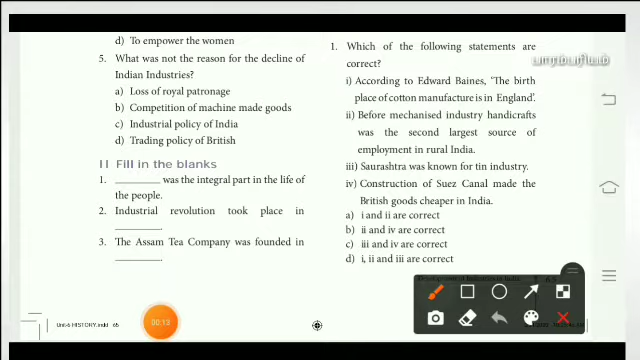 d) To empower the women
5. What was not the reason for the decline of
Indian Industries?
a) Loss of royal patronage
b) Competition of machine made goods
c) Industrial policy of India
d) Trading policy of British
II Fill in the blanks
1. ________ was the integral part in the life of
the people.
2. Industrial revolution took place in
________.
3. The Assam Tea Company was founded in
________.
1. Which of the following statements are
correct?
i) According to Edward Baines, ‘The birth
place of cotton manufacture is in England’.
ii) Before mechanised industry handicrafts
was the second largest source of
employment in rural India.
iii) Saurashtra was known for tin industry.
iv) Construction of Suez Canal made the
British goods cheaper in India.
a) i and ii are correct
b) ii and iv are correct
c) iii and iv are correct
d) i, ii and iii are correct
பாரம்பரியம்
Unit-6 HISTORY.indd 65
00:13